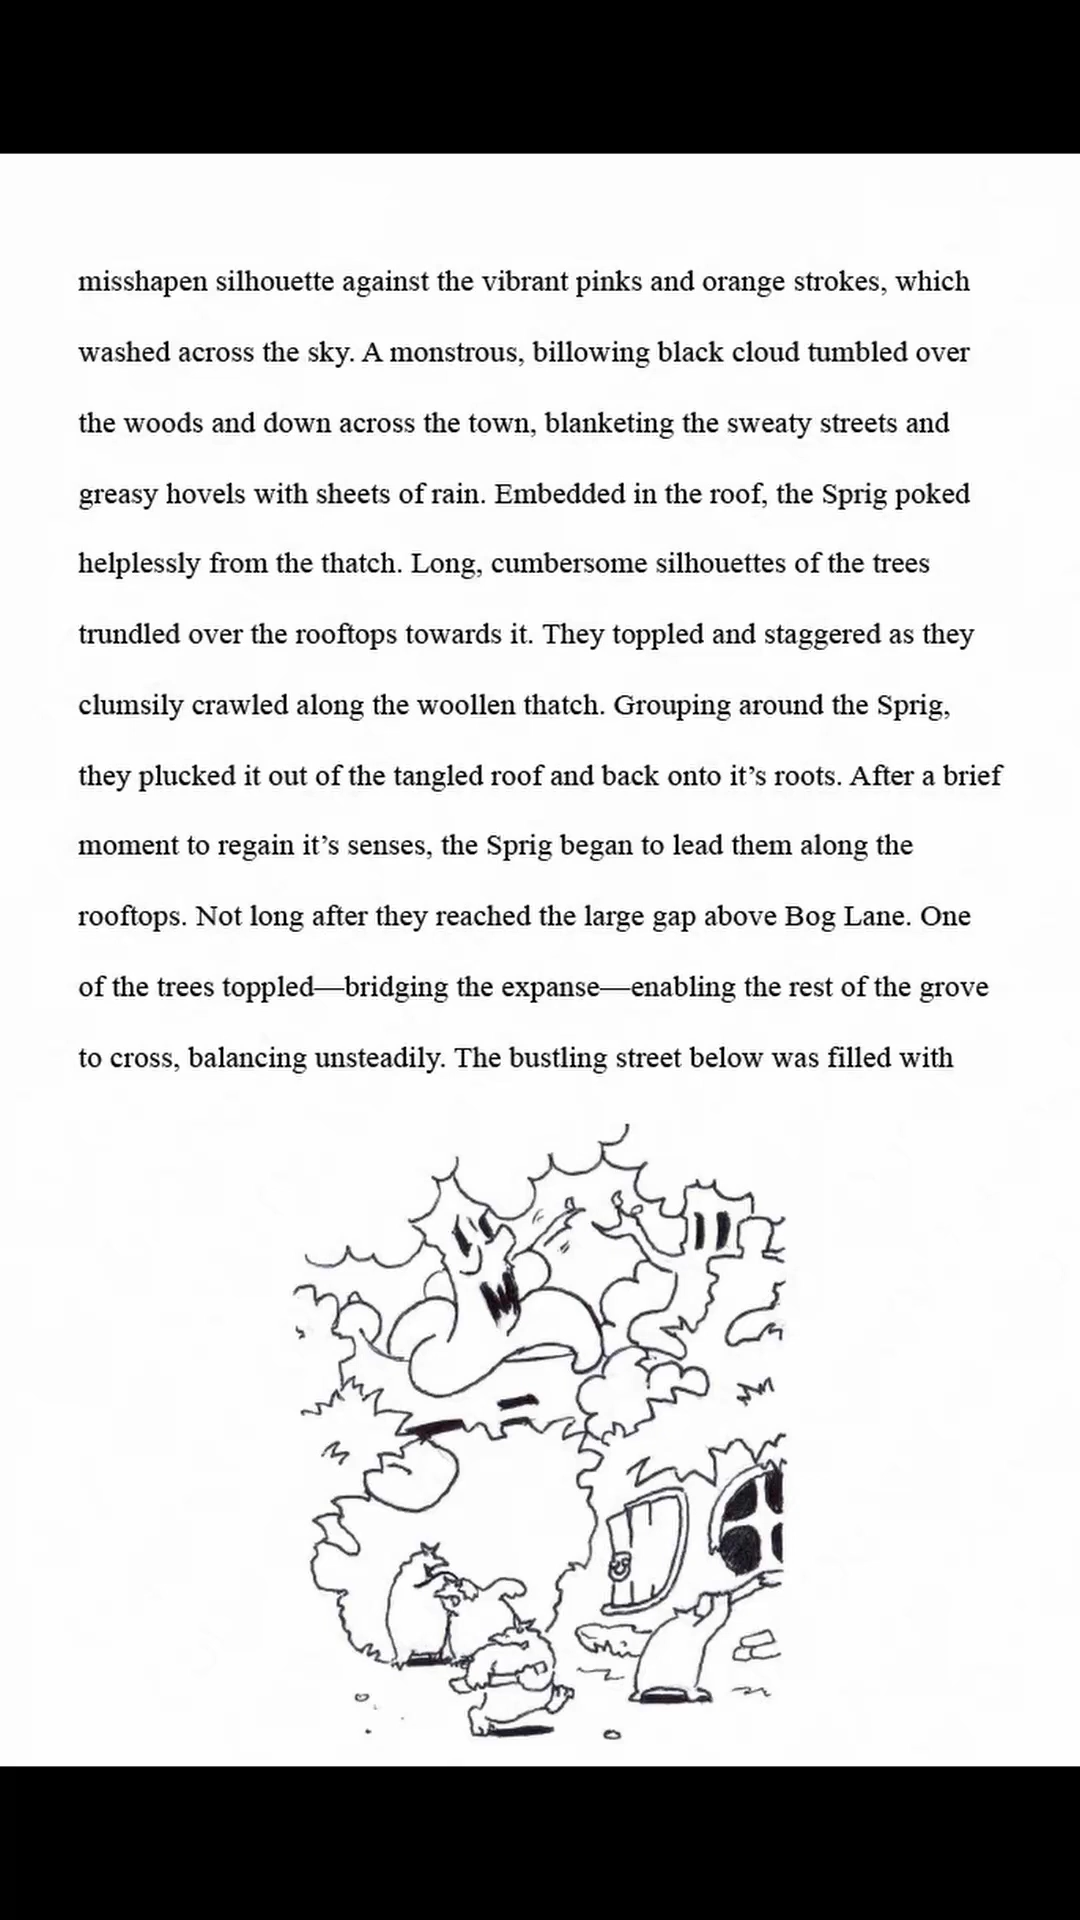 misshapen silhouette against the vibrant pinks and orange strokes, which
washed across the sky. A monstrous, billowing black cloud tumbled over
the woods and down across the town, blanketing the sweaty streets and
greasy hovels with sheets of rain. Embedded in the roof, the Sprig poked
helplessly from the thatch. Long, cumbersome silhouettes of the trees
trundled over the rooftops towards it. They toppled and staggered as they
clumsily crawled along the woollen thatch. Grouping around the Sprig,
they plucked it out of the tangled roof and back onto it’s roots. After a brief
moment to regain it’s senses, the Sprig began to lead them along the
rooftops. Not long after they reached the large gap above Bog Lane. One
of the trees toppled—bridging the expanse—enabling the rest of the grove
to cross, balancing unsteadily. The bustling street below was filled with